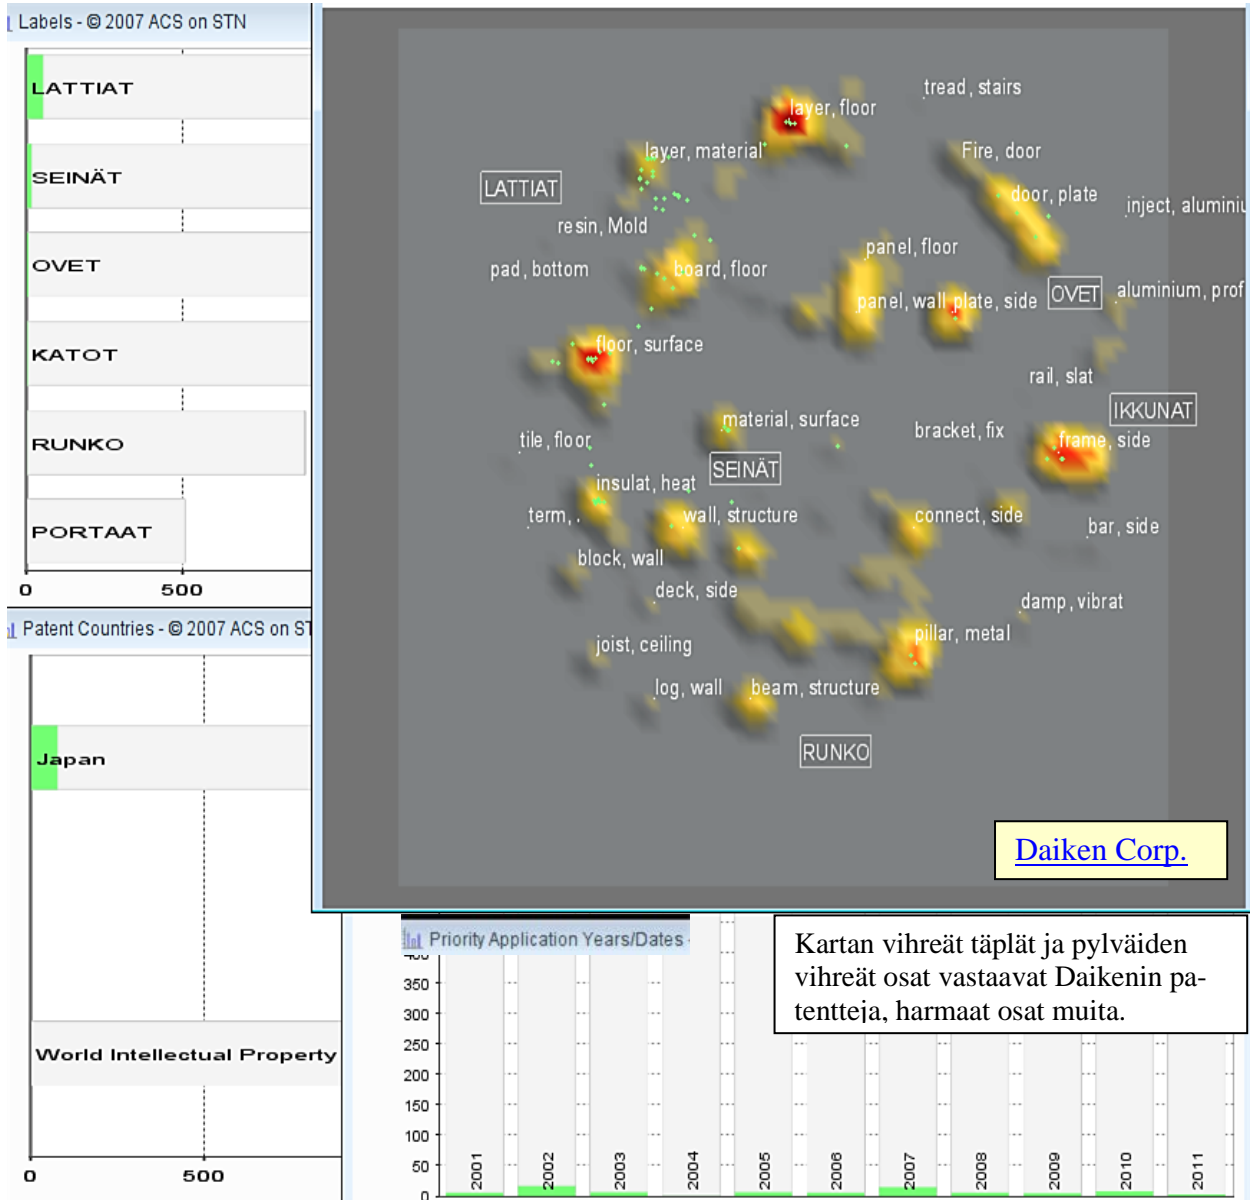 Labels - © 2007 ACS on STN
LATTIAT
SEINÄT
OVET
KATOT
RUNKO
PORTAAT
0 500
Patent Countries - © 2007 ACS on ST
Japan
World Intellectual Property
0 500
tread, stairs
layer, floor
layer, material
Fire, door
LATTIAT
door, plate
inject, aluminiu
resin, Mold
panel, floor
pad, bottom
board, floor
OVET
aluminium, prof
panel, wall
plate, side
floor, surface
rail, slat
IKKUNAT
material, surface
bracket, fix
frame, side
tile, floor
SEINÄT
insulat, heat
term, .
wall, structure
connect, side
bar, side
block, wall
deck, side
damp, vibrat
pillar, metal
joist, ceiling
log, wall
beam, structure
RUNKO
Daiken Corp.
Priority Application Years/Dates -
400
350
300
250
200
150
100
50
0
2001 2002 2003 2004 2005 2006 2007 2008 2009 2010 2011
Kartan vihreät täplät ja pylväiden
vihreät osat vastaavat Daikenin pa-
tentteja, harmaat osat muita.